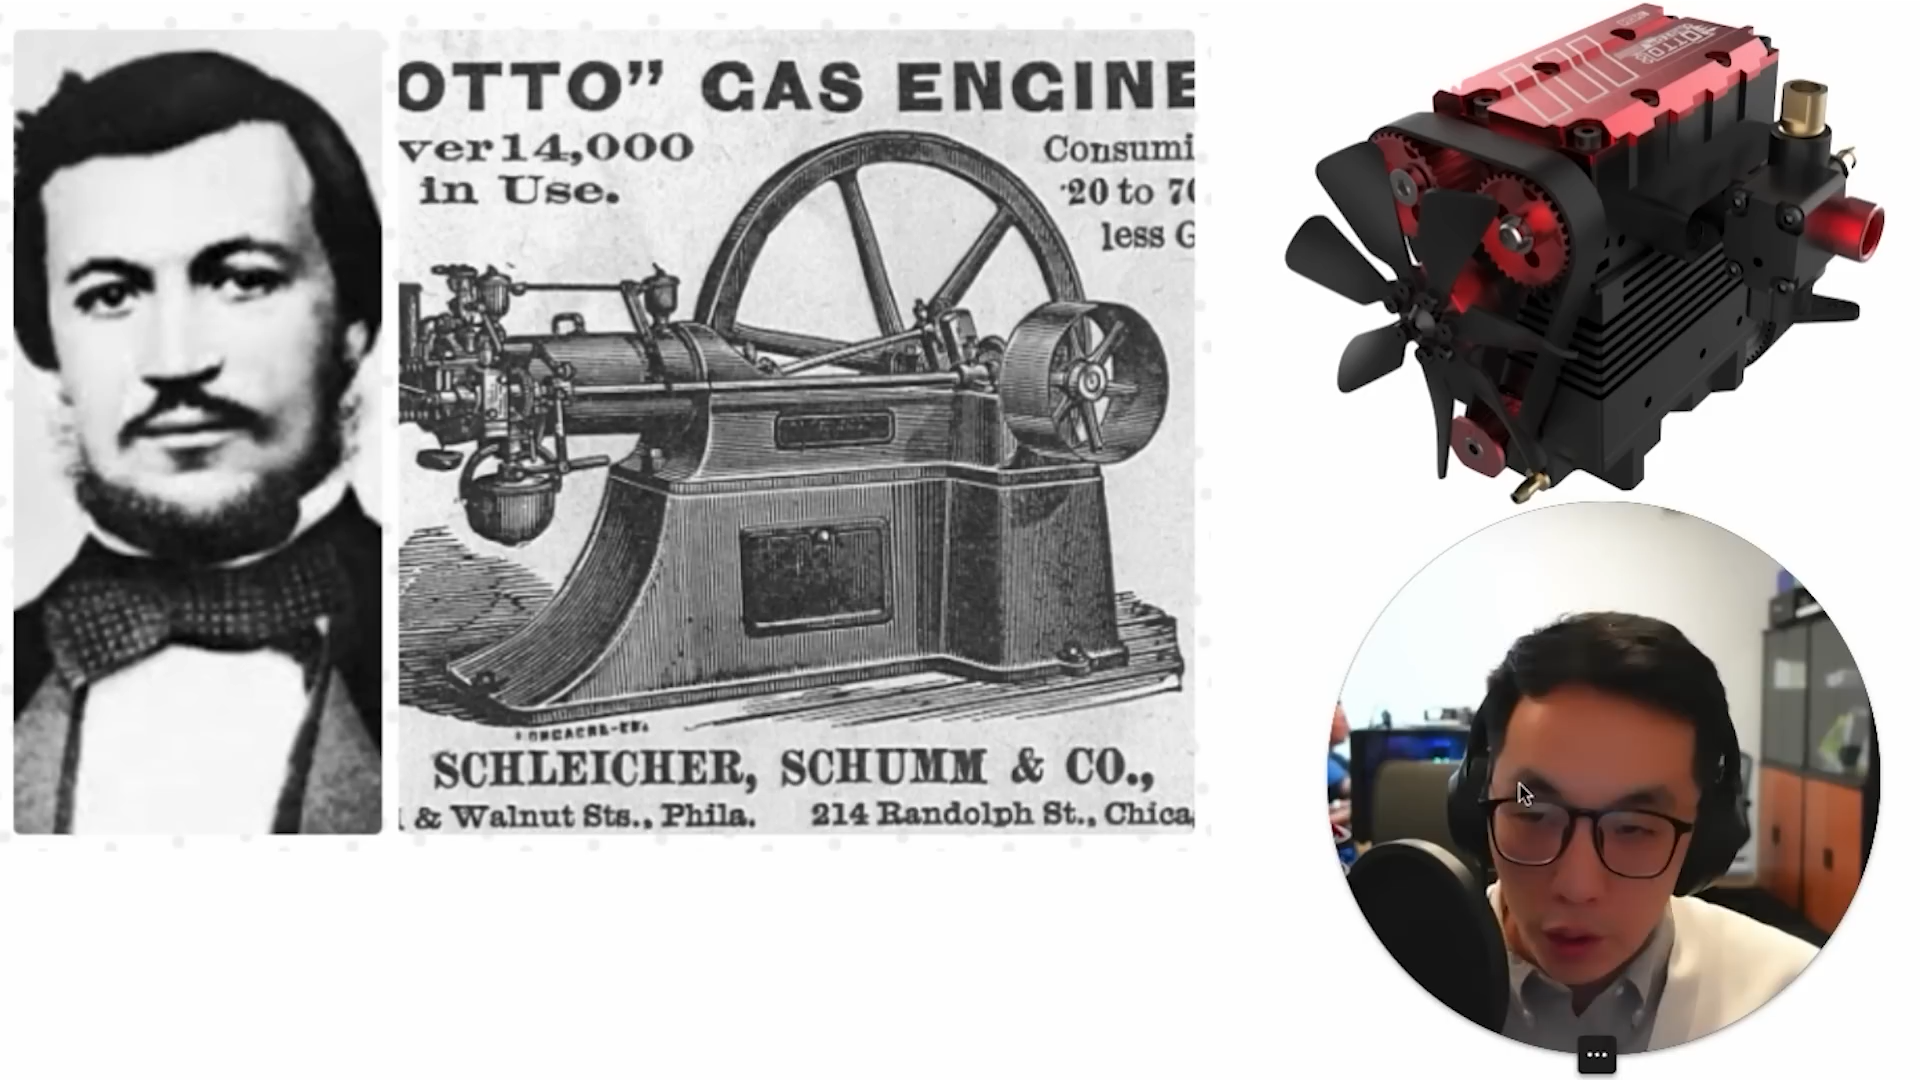 OTTO” GAS ENGINE
ver 14,000
in Use.
Consumi
20 to 70
less G
SCHLEICHER, SCHUMM & CO.,
& Walnut Sts., Phila. 214 Randolph St., Chica